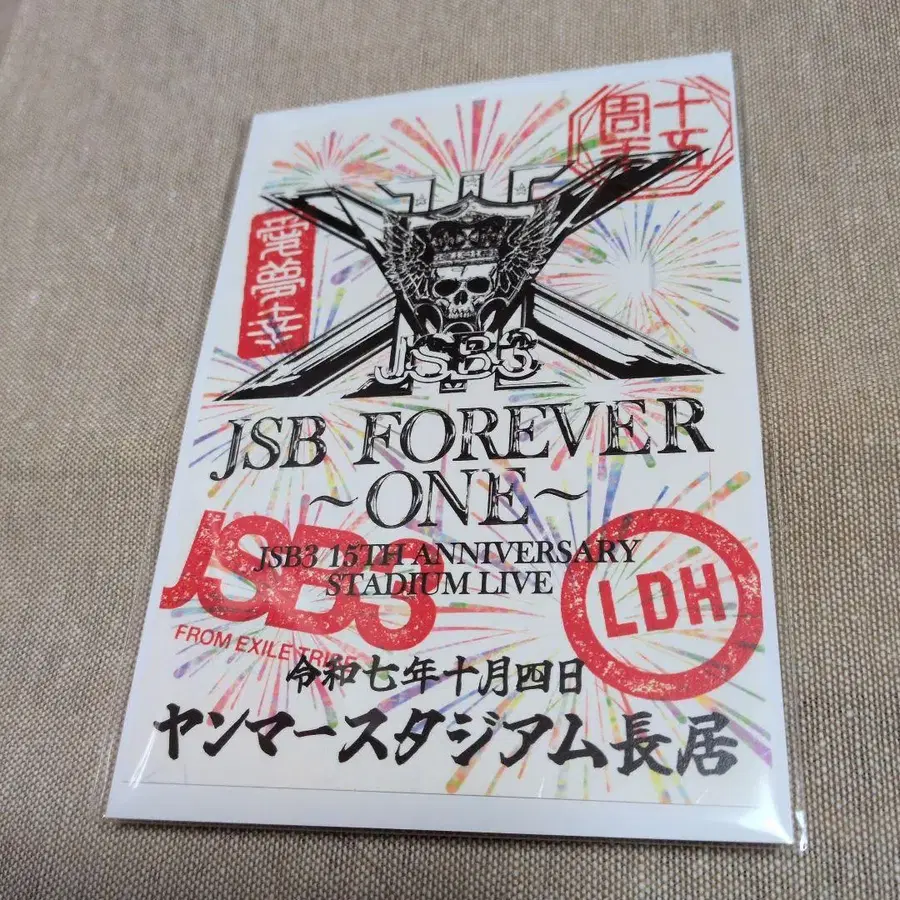 十五
周年
愛夢幸
JSB3
JSB FOREVER
~ONE~
JSB3 15TH ANNIVERSARY
STADIUM LIVE
JSB3
FROM EXILE TRIBE
LDH
令和七年十月四日
ヤンマースタジアム長居